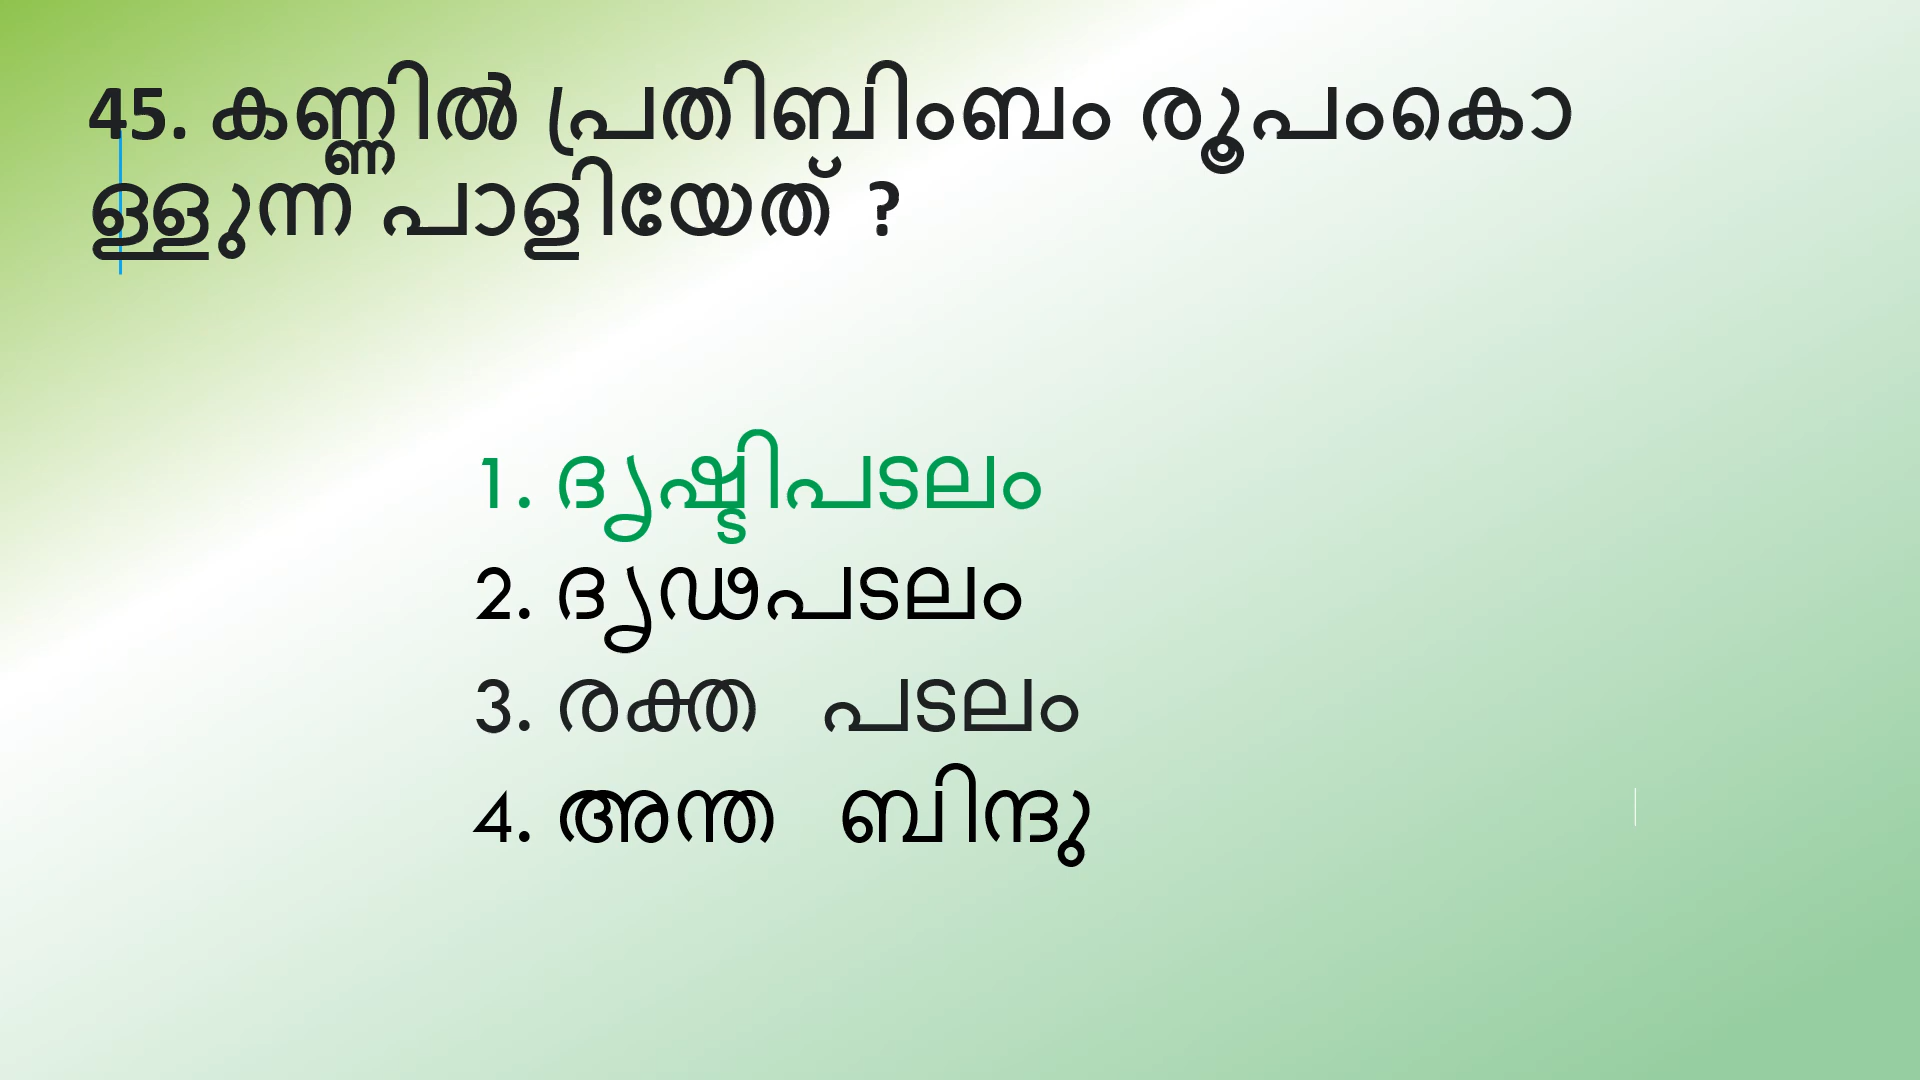 45. കണ്ണിൽ പ്രതിബിംബം രൂപംകൊ
ള്ളുന്ന പാളിയേത് ?
1. ദൃഷ്ടിപടലം
2. ദൃഢപടലം
3. രക്ത പടലം
4. അന്ത ബിന്ദു